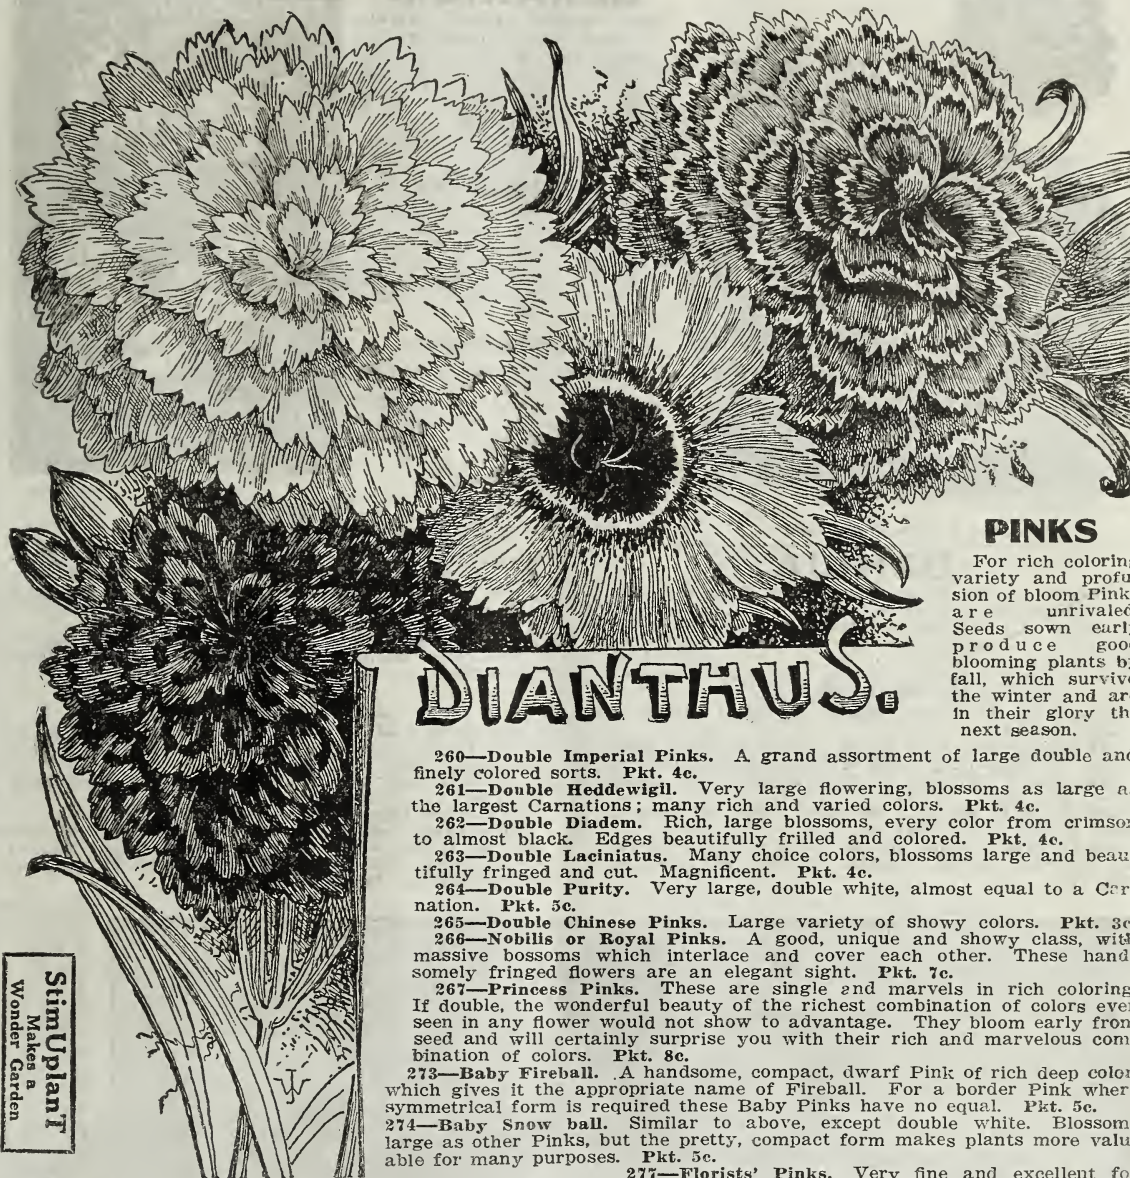 PINKS
For rich coloring
variety and profu
sion of bloom Pink
are unrivaled
Seeds sown early
produce good
blooming plants by
fall, which survive
the winter and are
in their glory th
next season.
DIANTHUS.
260—Double Imperial Pinks. A grand assortment of large double and
finely colored sorts. Pkt. 4c.
261—Double Heddewigii. Very large flowering, blossoms as large a
the largest Carnations; many rich and varied colors. Pkt. 4c.
262—Double Diadem. Rich, large blossoms, every color from crimson
to almost black. Edges beautifully frilled and colored. Pkt. 4c.
263—Double Laciniatus. Many choice colors, blossoms large and beau
tifully fringed and cut. Magnificent. Pkt. 4c.
264—Double Purity. Very large, double white, almost equal to a Car
nation. Pkt. 5c.
265—Double Chinese Pinks. Large variety of showy colors. Pkt. 3c
266—Nobilis or Royal Pinks. A good, unique and showy class, with
massive bossoms which interlace and cover each other. These hand
somely fringed flowers are an elegant sight. Pkt. 7c.
267—Princess Pinks. These are single and marvels in rich coloring
If double, the wonderful beauty of the richest combination of colors ever
seen in any flower would not show to advantage. They bloom early from
seed and will certainly surprise you with their rich and marvelous com
bination of colors. Pkt. 8c.
273—Baby Fireball. A handsome, compact, dwarf Pink of rich deep color
which gives it the appropriate name of Fireball. For a border Pink wher
symmetrical form is required these Baby Pinks have no equal. Pkt. 5c.
274—Baby Snow ball. Similar to above, except double white. Blossom
large as other Pinks, but the pretty, compact form makes plants more valu
able for many purposes. Pkt. 5c.
277—Florists' Pinks. Very fine and excellent fo
StimUplanT
Makes a
Wonder Garden